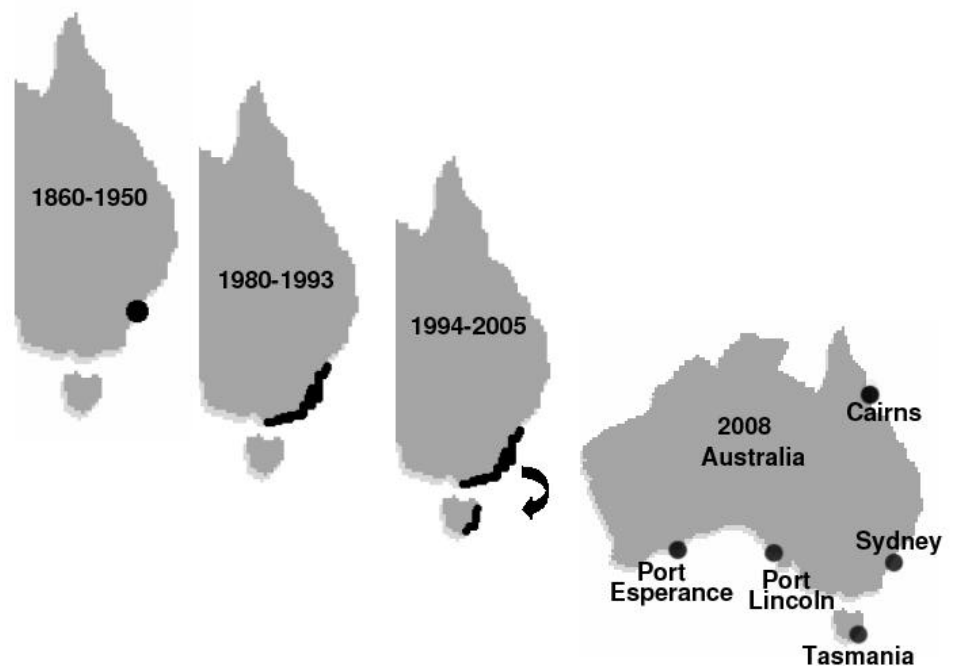 1860-1950
1980-1993
1994-2005
2008
Australia
Cairns
Sydney
Port
Esperance
Port
Lincoln
Tasmania